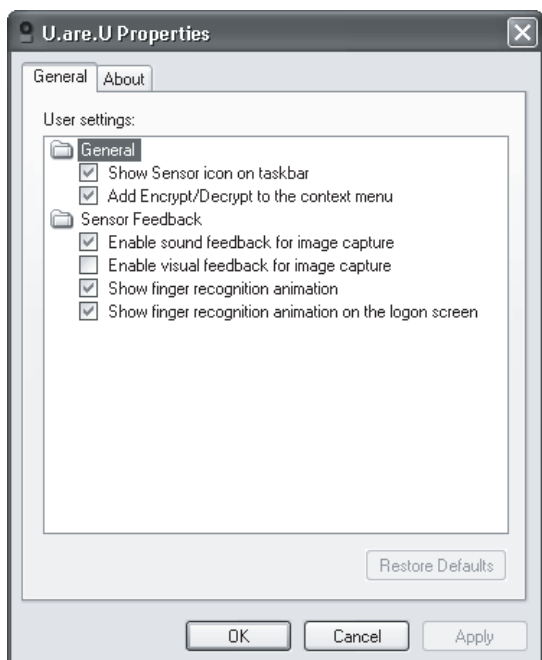 U.are.U Properties
General About
User settings:
General
Show Sensor icon on taskbar
Add Encrypt/Decrypt to the context menu
Sensor Feedback
Enable sound feedback for image capture
Enable visual feedback for image capture
Show finger recognition animation
Show finger recognition animation on the logon screen
Restore Defaults
OK Cancel Apply